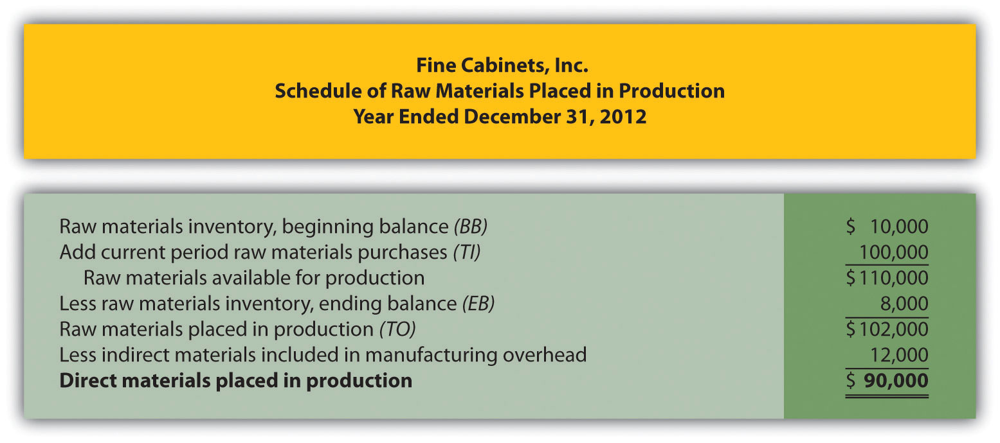 Fine Cabinets, Inc.
Schedule of Raw Materials Placed in Production
Year Ended December 31, 2012
Raw materials inventory, beginning balance (BB) $ 10,000
Add current period raw materials purchases (TI) 100,000
Raw materials available for production $110,000
Less raw materials inventory, ending balance (EB) 8,000
Raw materials placed in production (TO) $102,000
Less indirect materials included in manufacturing overhead 12,000
Direct materials placed in production $ 90,000